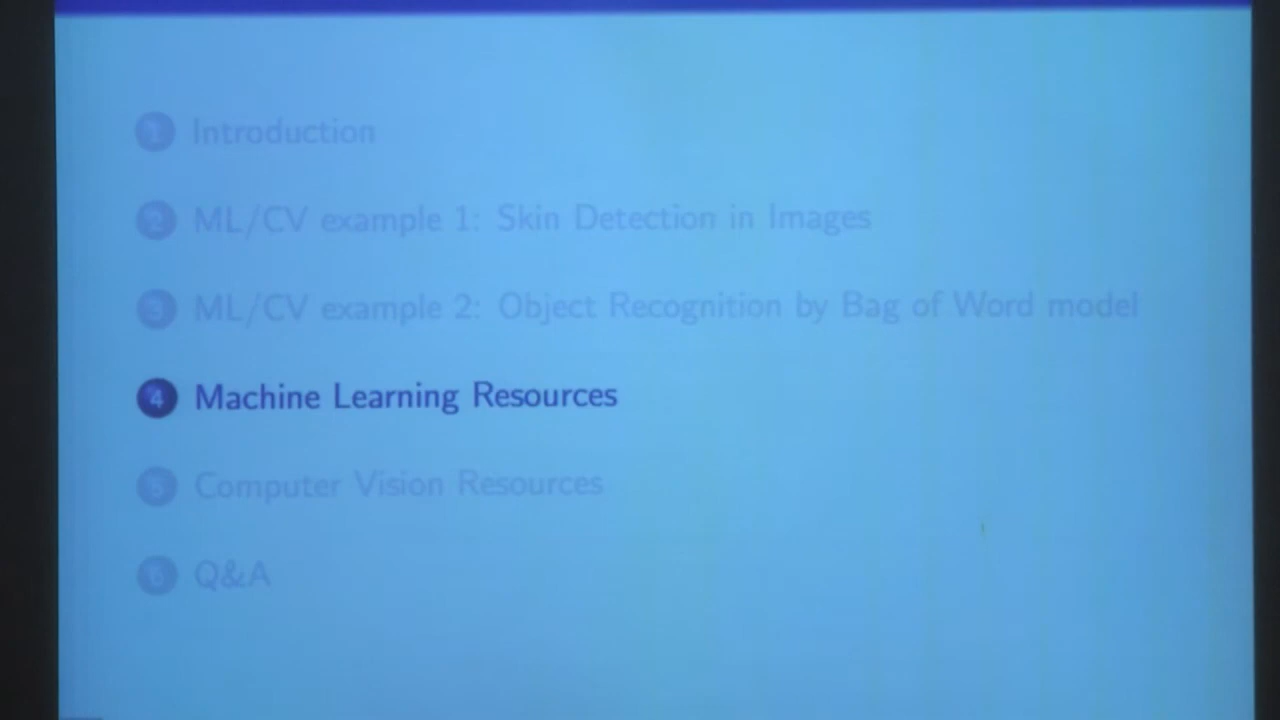 1 Introduction
2 ML/CV example 1: Skin Detection in Images
3 ML/CV example 2: Object Recognition by Bag of Word model
4 Machine Learning Resources
5 Computer Vision Resources
6 Q&A